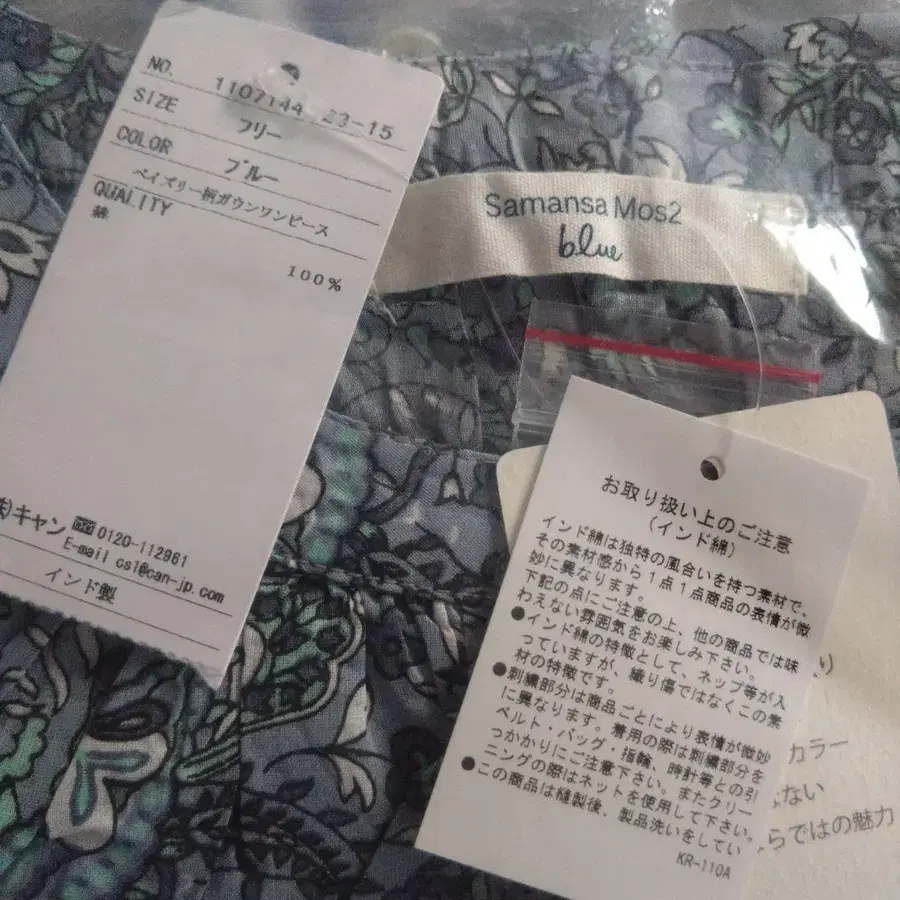 NO. 1107144 23-15
SIZE フリー
COLOR ブルー
ペイズリー柄ガウンワンピース
QUALITY
綿 100%
㈱キャン 0120-112961
E-mail cs1@can-jp.com
インド製
Samansa Mos2
blue
お取り扱い上のご注意
(インド綿)
インド綿は独特の風合いを持つ素材で、
その素材感から1点1点商品の表情が微
妙に異なります。
下記の点にご注意の上、他の商品では味
わえない雰囲気をお楽しみ下さい。
●インド綿の特徴として、ネップ等が入
っていますが、織り傷ではなくこの素
材の特徴です。
●刺繍部分は商品ごとにより表情が微妙
に異なります。着用の際は刺繍部分を
ベルト・バッグ・指輪、時計等との引
っかかりにご注意下さい。またクリー
ニングの際はネットを使用して下さい。
●この商品は縫製後、製品洗いをしてい
KR-110A
り
カラー
ない
らではの魅力